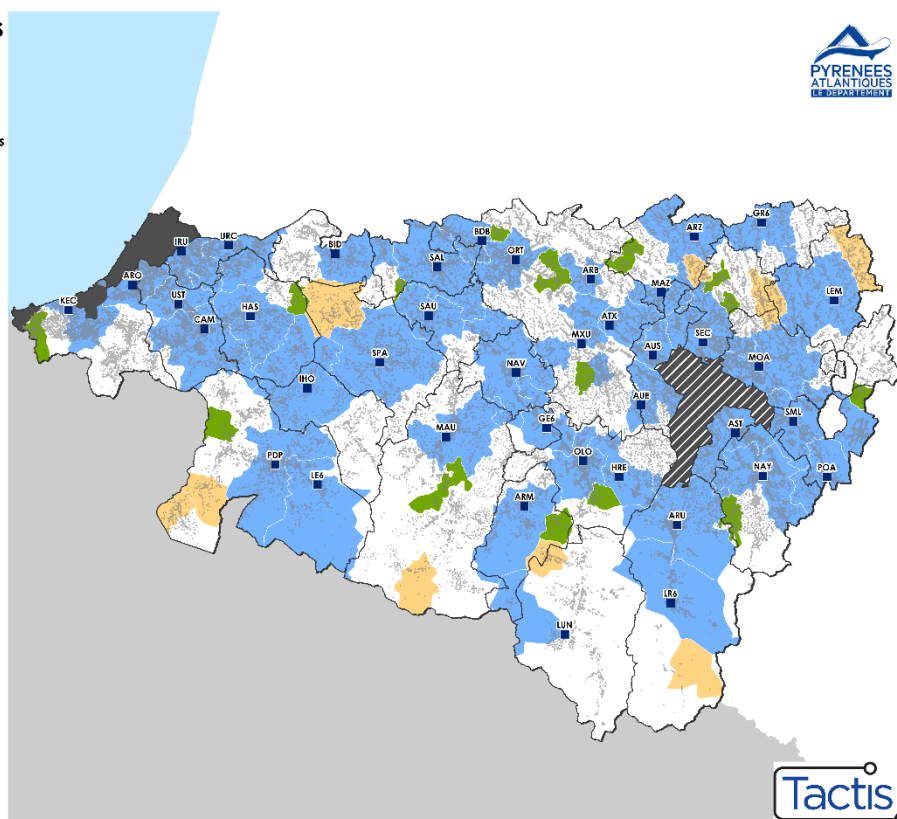 s
PYRENEES
ATLANTIQUES
LE DEPARTEMENT
s
GR6
ARZ
IRU
URC
BDB
BID
ORT
SAL
ARB
ARO
MAZ
LEM
KEC
UST
HAS
SAU
ATX
CAM
MXU
SEC
AUS
SPA
MOA
NAV
IHO
AUE
SML
GE6
AST
MAU
OLO
PDP
HRE
NAY
POA
LE6
ARM
ARU
LR6
LUN
Tactis